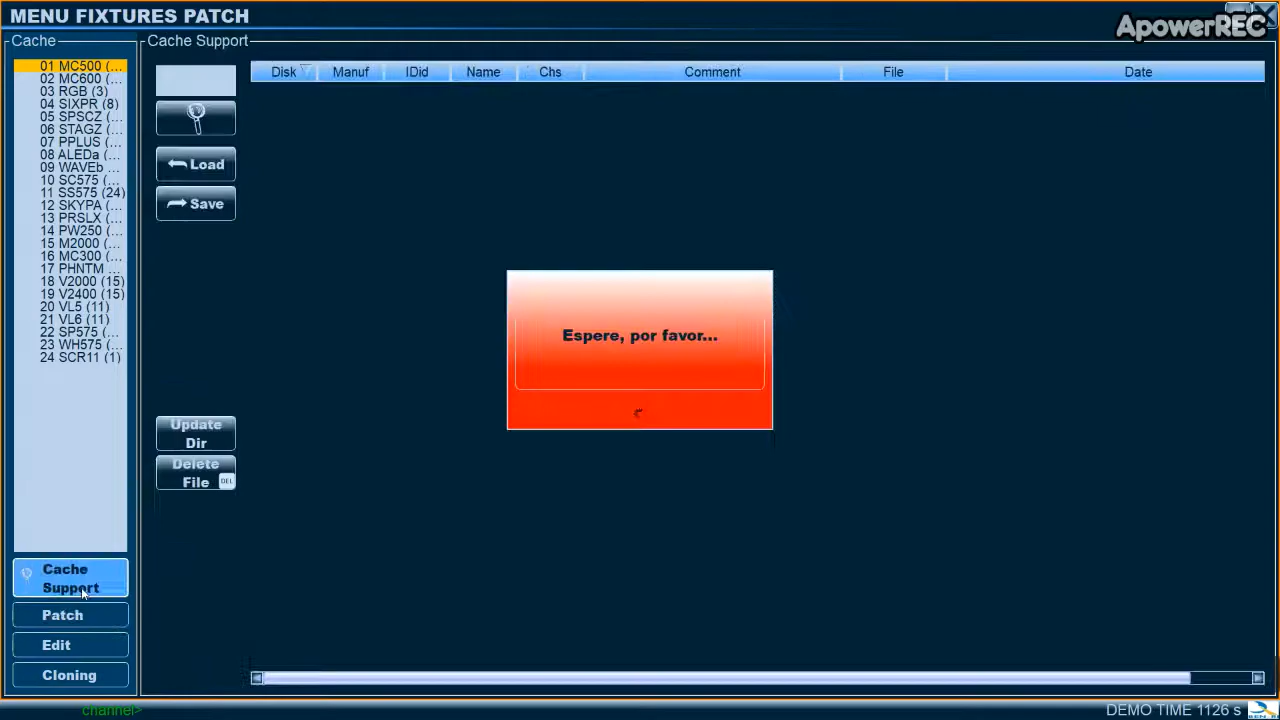 MENU FIXTURES PATCH
ApowerREC
Cache
Cache Support
01 MC500 (...
02 MC600 (...
03 RGB (3)
04 SIXPR (8)
05 SPSCZ (...
06 STAGZ (...
07 PPLUS (...
08 ALEDa (...
09 WAVEb ...
10 SC575 (...
11 SS575 (24)
12 SKYPA (...
13 PRSLX (...
14 PW250 (...
15 M2000 (...
16 MC300 (...
17 PHNTM ...
18 V2000 (15)
19 V2400 (15)
20 VL5 (11)
21 VL6 (11)
22 SP575 (...
23 WH575 (...
24 SCR11 (1)
Cache
Support
Patch
Edit
Cloning
Load
Save
Update
Dir
Delete
File DEL
Disk Manuf IDid Name Chs Comment File Date
Espere, por favor...
channel>
DEMO TIME 1126 s